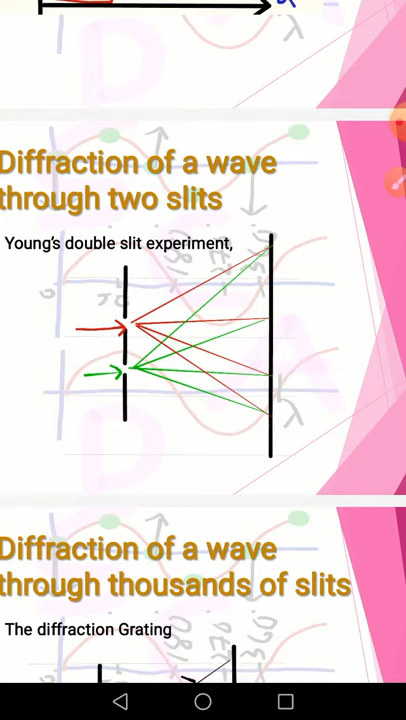 Diffraction of a wave
through two slits
Young's double slit experiment,
Diffraction of a wave
through thousands of slits
The diffraction Grating